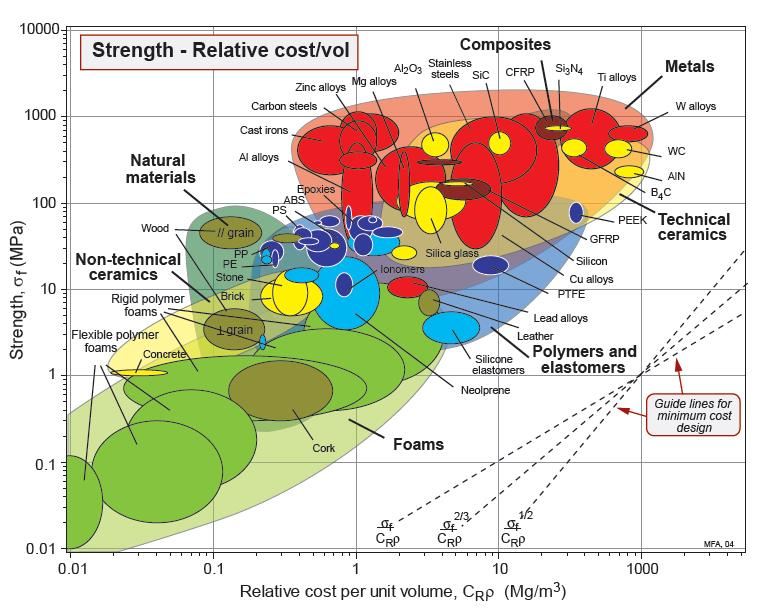 10000
1000
100
10
1
0.1
0.01
Strength, σf (MPa)
Strength - Relative cost/vol
Composites
Metals
Al2O3
Stainless
steels
SiC
CFRP
Si3N4
Ti alloys
Zinc alloys
Mg alloys
W alloys
Carbon steels
Cast irons
Al alloys
WC
AlN
B4C
Natural
materials
Epoxies
ABS
PS
PEEK
Technical
ceramics
Wood
// grain
GFRP
PP
PE
Silica glass
Silicon
Non-technical
ceramics
Stone
Ionomers
Cu alloys
PTFE
Rigid polymer
foams
Brick
Lead alloys
Leather
Flexible polymer
foams
⊥ grain
Concrete
Polymers and
elastomers
Silicone
elastomers
Neolprene
Guide lines for
minimum cost
design
Cork
Foams
σf
CRρ
σf2/3
CRρ
σf1/2
CRρ
MFA, 04
0.01
0.1
1
10
100
1000
Relative cost per unit volume, CRρ (Mg/m3)